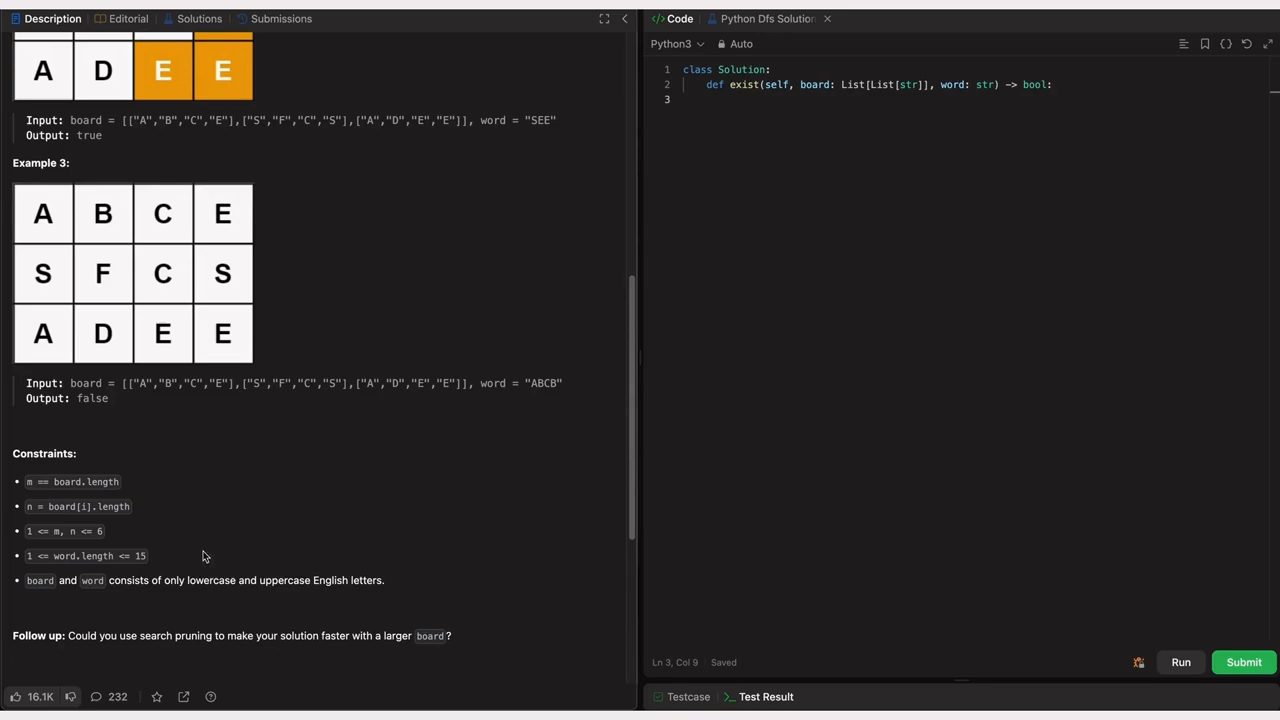 Description
Editorial
Solutions
Submissions
A D E E
Input: board = [["A","B","C","E"],["S","F","C","S"],["A","D","E","E"]], word = "SEE"
Output: true
Example 3:
A B C E
S F C S
A D E E
Input: board = [["A","B","C","E"],["S","F","C","S"],["A","D","E","E"]], word = "ABCB"
Output: false
Constraints:
• m == board.length
• n = board[i].length
• 1 <= m, n <= 6
• 1 <= word.length <= 15
• board and word consists of only lowercase and uppercase English letters.
Follow up: Could you use search pruning to make your solution faster with a larger board?
16.1K
232
</> Code
Python Dfs Solution
Python3
Auto
1 class Solution:
2 def exist(self, board: List[List[str]], word: str) -> bool:
3
Ln 3, Col 9 Saved
Run
Submit
Testcase
Test Result